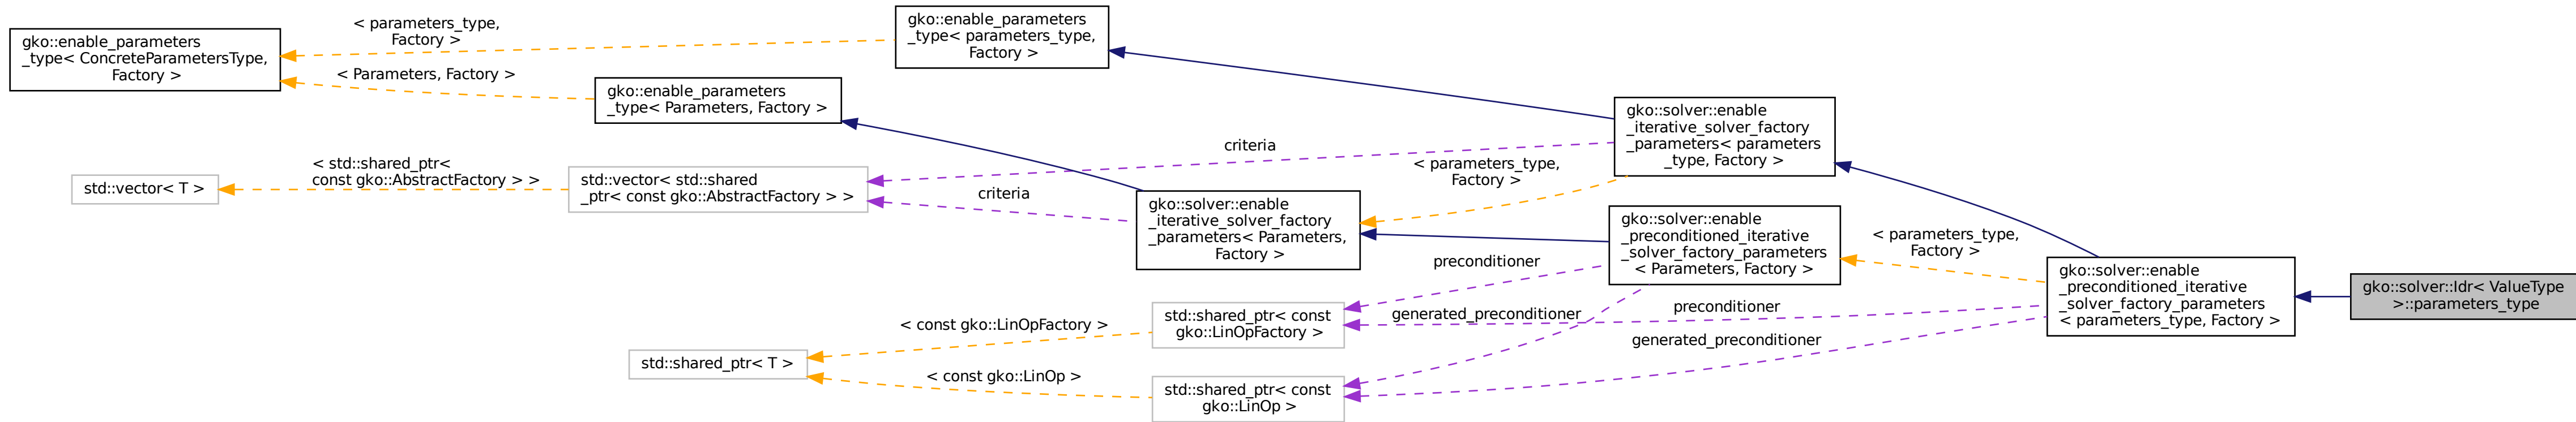 gko::enable_parameters
_type< ConcreteParametersType,
Factory >
< parameters_type,
Factory >
< Parameters, Factory >
gko::enable_parameters
_type< parameters_type,
Factory >
gko::enable_parameters
_type< Parameters, Factory >
std::vector< T >
< std::shared_ptr<
const gko::AbstractFactory > >
std::vector< std::shared
_ptr< const gko::AbstractFactory > >
criteria
criteria
gko::solver::enable
_iterative_solver_factory
_parameters< Parameters,
Factory >
< parameters_type,
Factory >
gko::solver::enable
_iterative_solver_factory
_parameters< parameters
_type, Factory >
gko::solver::enable
_preconditioned_iterative
_solver_factory_parameters
< Parameters, Factory >
< parameters_type,
Factory >
preconditioner
generated_preconditioner
preconditioner
generated_preconditioner
std::shared_ptr< T >
< const gko::LinOpFactory >
< const gko::LinOp >
std::shared_ptr< const
gko::LinOpFactory >
std::shared_ptr< const
gko::LinOp >
gko::solver::enable
_preconditioned_iterative
_solver_factory_parameters
< parameters_type, Factory >
gko::solver::Idr< ValueType
>::parameters_type